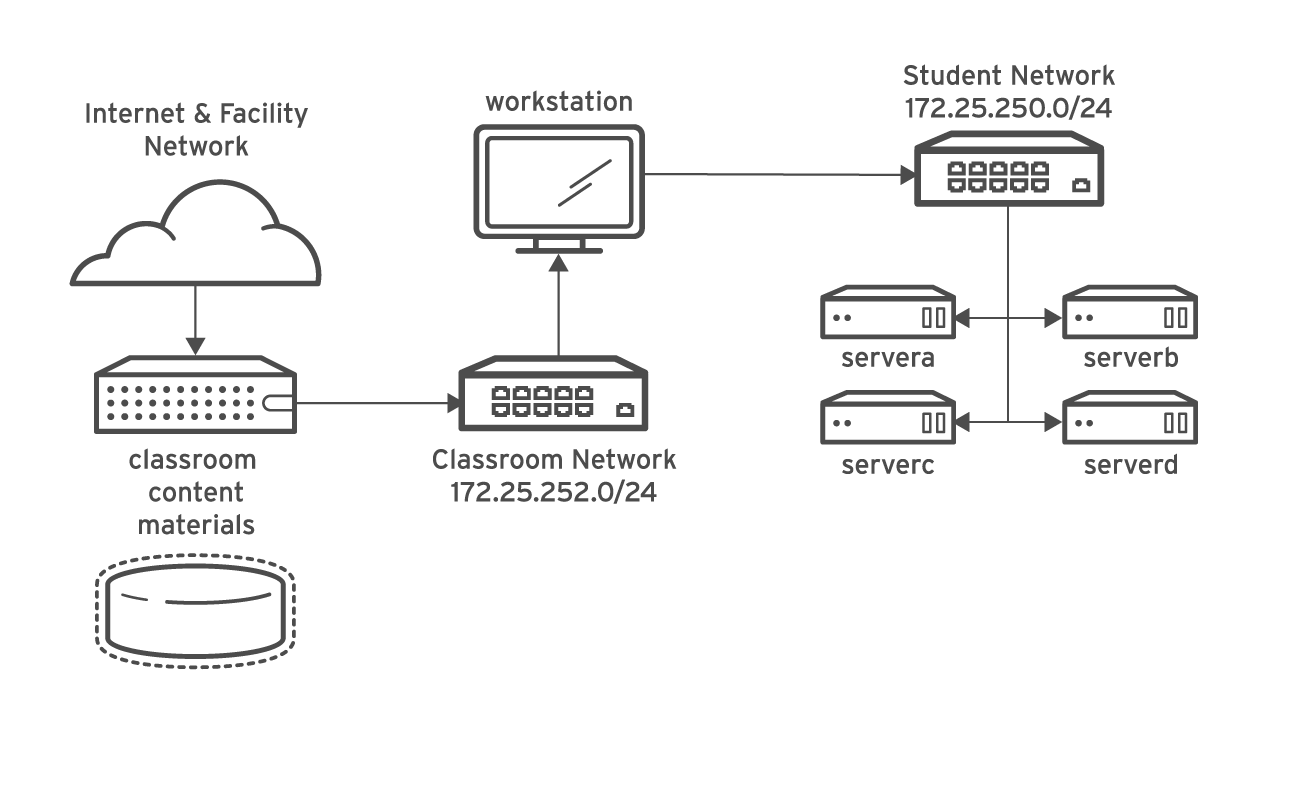 Internet & Facility
Network
workstation
Student Network
172.25.250.0/24
classroom
content
materials
Classroom Network
172.25.252.0/24
servera
serverb
serverc
serverd